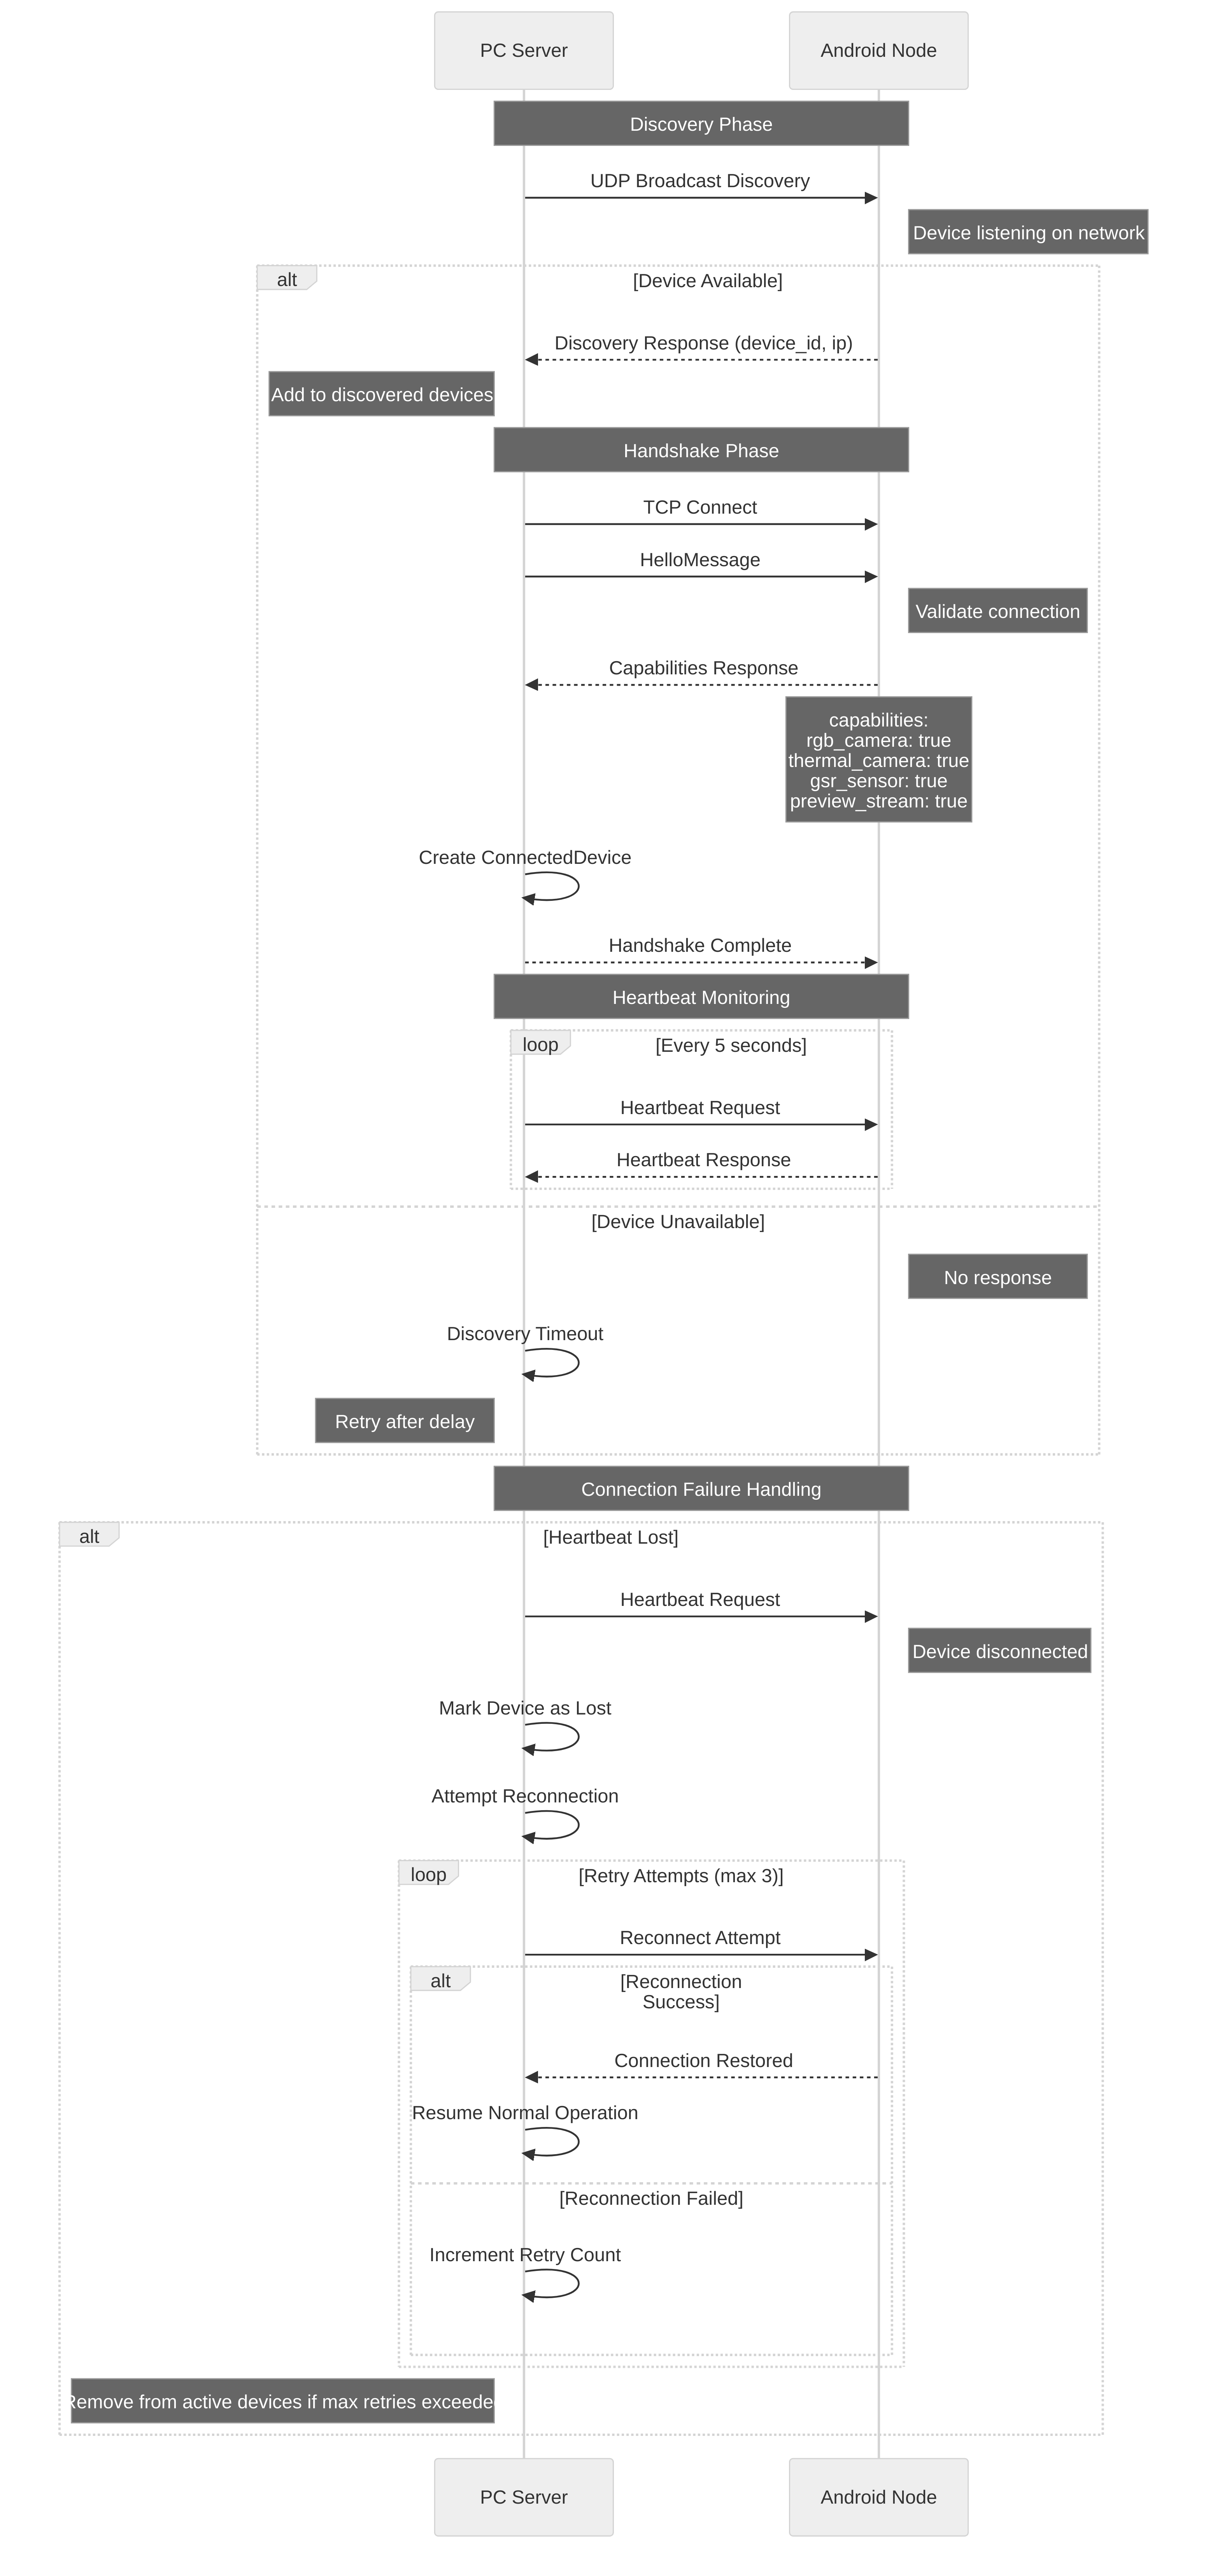 PC Server
Android Node
Discovery Phase
UDP Broadcast Discovery
Device listening on network
alt
[Device Available]
Discovery Response (device_id, ip)
Add to discovered devices
Handshake Phase
TCP Connect
HelloMessage
Validate connection
Capabilities Response
capabilities:
rgb_camera: true
thermal_camera: true
gsr_sensor: true
preview_stream: true
Create ConnectedDevice
Handshake Complete
Heartbeat Monitoring
loop
[Every 5 seconds]
Heartbeat Request
Heartbeat Response
[Device Unavailable]
No response
Discovery Timeout
Retry after delay
Connection Failure Handling
alt
[Heartbeat Lost]
Heartbeat Request
Device disconnected
Mark Device as Lost
Attempt Reconnection
loop
[Retry Attempts (max 3)]
Reconnect Attempt
alt
[Reconnection
Success]
Connection Restored
Resume Normal Operation
[Reconnection Failed]
Increment Retry Count
Remove from active devices if max retries exceeded
PC Server
Android Node